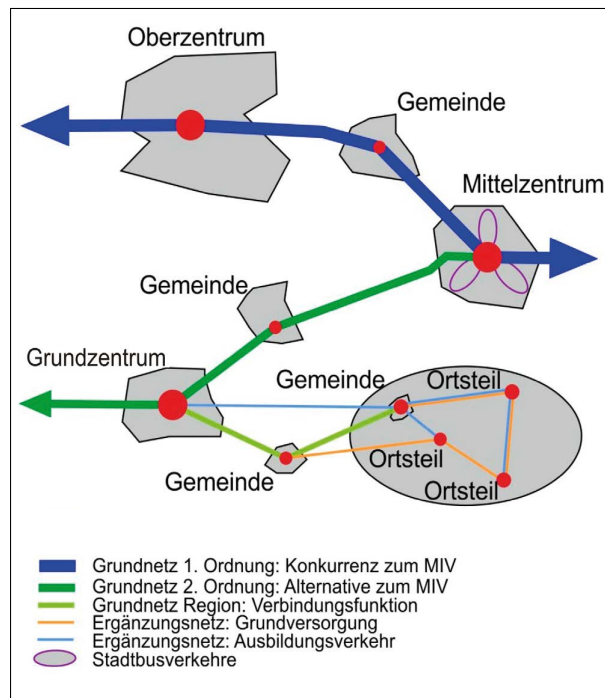 Oberzentrum
Gemeinde
Mittelzentrum
Gemeinde
Grundzentrum
Gemeinde
Ortsteil
Ortsteil
Gemeinde
Ortsteil
Grundnetz 1. Ordnung: Konkurrenz zum MIV
Grundnetz 2. Ordnung: Alternative zum MIV
Grundnetz Region: Verbindungsfunktion
Ergänzungsnetz: Grundversorgung
Ergänzungsnetz: Ausbildungsverkehr
Stadtbusverkehre